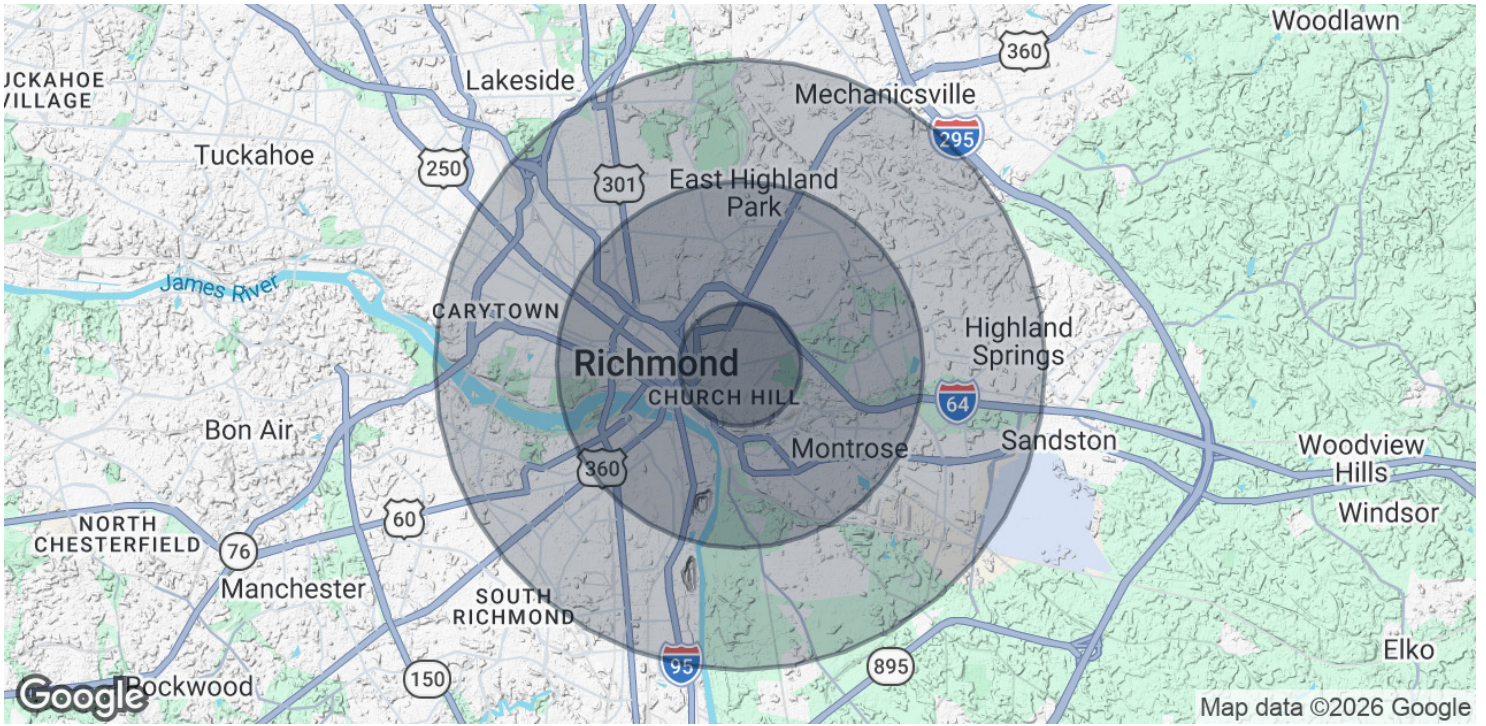 Woodlawn
360
Lakeside
UCKAHOE
VILLAGE
Mechanicsville
295
Tuckahoe
250
301
East Highland
Park
James River
CARYTOWN
Highland
Springs
Richmond
CHURCH HILL
64
Bon Air
Montrose
Sandston
Woodview
Hills
360
60
Windsor
NORTH
CHESTERFIELD
76
Manchester
SOUTH
RICHMOND
95
895
Elko
150
Rockwood
Google
Map data ©2026 Google